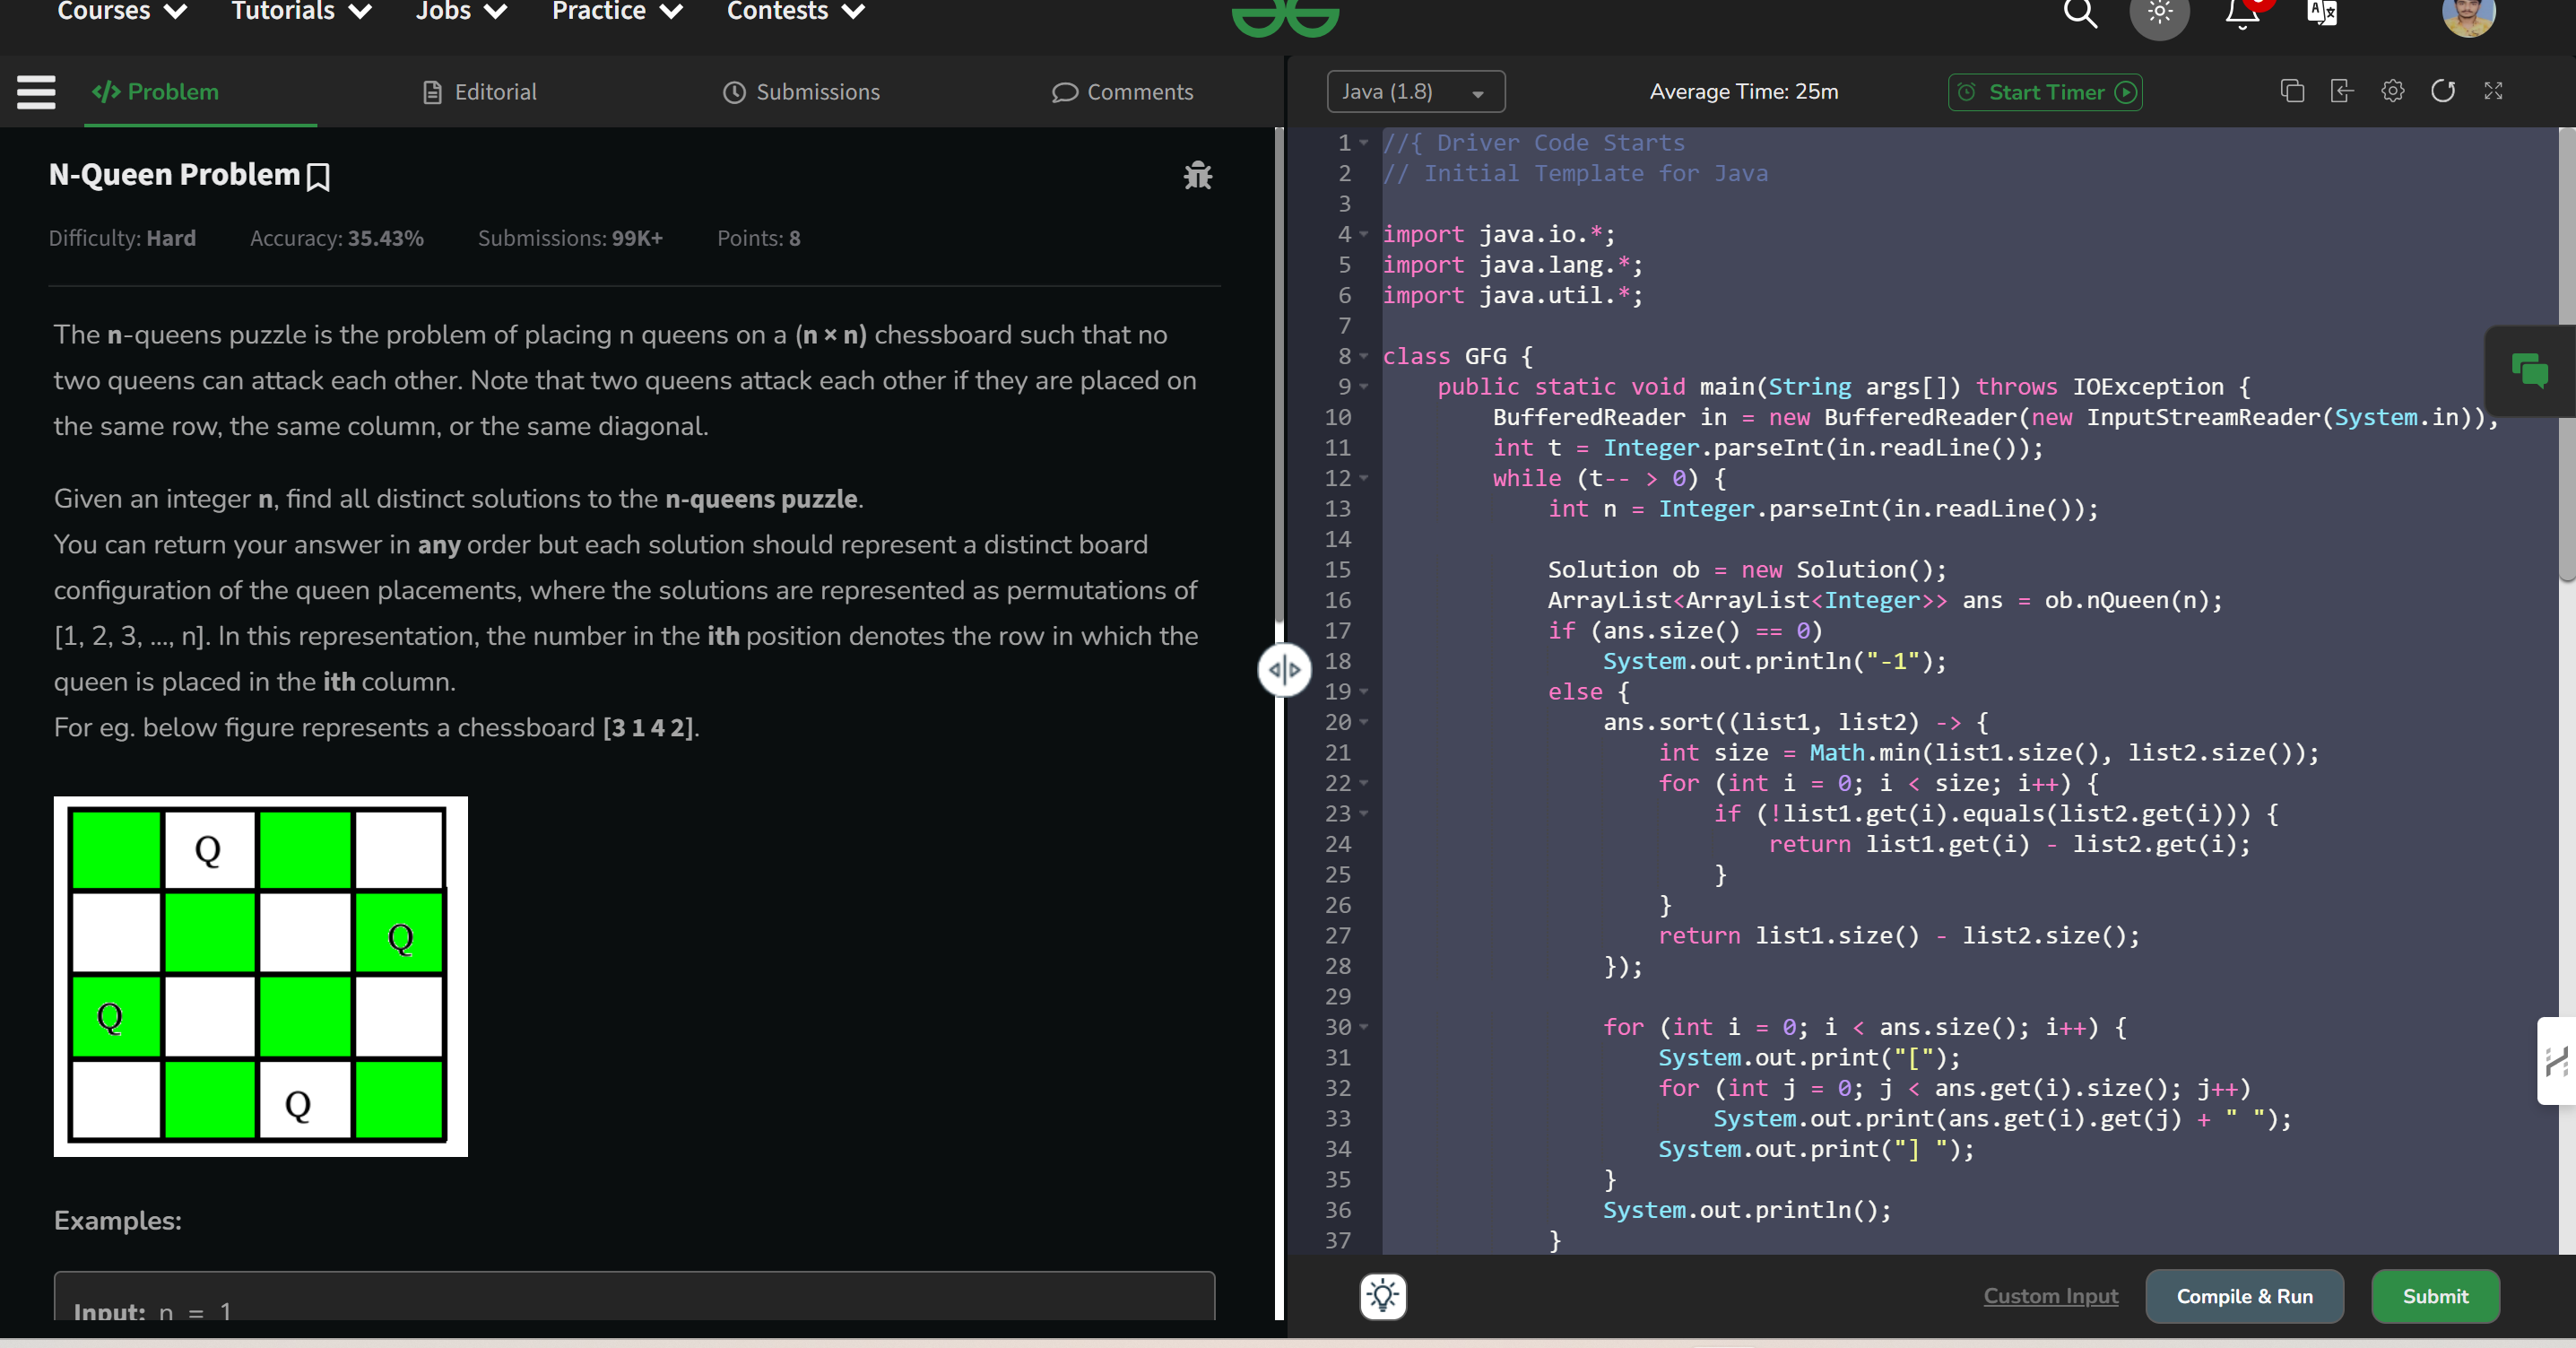 Courses Tutorials Jobs Practice Contests
Problem Editorial Submissions Comments
N-Queen Problem
Difficulty: Hard Accuracy: 35.43% Submissions: 99K+ Points: 8
The n-queens puzzle is the problem of placing n queens on a (n × n) chessboard such that no
two queens can attack each other. Note that two queens attack each other if they are placed on
the same row, the same column, or the same diagonal.
Given an integer n, find all distinct solutions to the n-queens puzzle.
You can return your answer in any order but each solution should represent a distinct board
configuration of the queen placements, where the solutions are represented as permutations of
[1, 2, 3, ..., n]. In this representation, the number in the ith position denotes the row in which the
queen is placed in the ith column.
For eg. below figure represents a chessboard [3 1 4 2].
Q
Q
Q
Q
Examples:
Input: n = 1
Java (1.8) Average Time: 25m Start Timer
1 //{ Driver Code Starts
2 // Initial Template for Java
3
4 import java.io.*;
5 import java.lang.*;
6 import java.util.*;
7
8 class GFG {
9 public static void main(String args[]) throws IOException {
10 BufferedReader in = new BufferedReader(new InputStreamReader(System.in));
11 int t = Integer.parseInt(in.readLine());
12 while (t-- > 0) {
13 int n = Integer.parseInt(in.readLine());
14
15 Solution ob = new Solution();
16 ArrayList<ArrayList<Integer>> ans = ob.nQueen(n);
17 if (ans.size() == 0)
18 System.out.println("-1");
19 else {
20 ans.sort((list1, list2) -> {
21 int size = Math.min(list1.size(), list2.size());
22 for (int i = 0; i < size; i++) {
23 if (!list1.get(i).equals(list2.get(i))) {
24 return list1.get(i) - list2.get(i);
25 }
26 }
27 return list1.size() - list2.size();
28 });
29
30 for (int i = 0; i < ans.size(); i++) {
31 System.out.print("[");
32 for (int j = 0; j < ans.get(i).size(); j++)
33 System.out.print(ans.get(i).get(j) + " ");
34 System.out.print("] ");
35 }
36 System.out.println();
37 }
Custom Input Compile & Run Submit